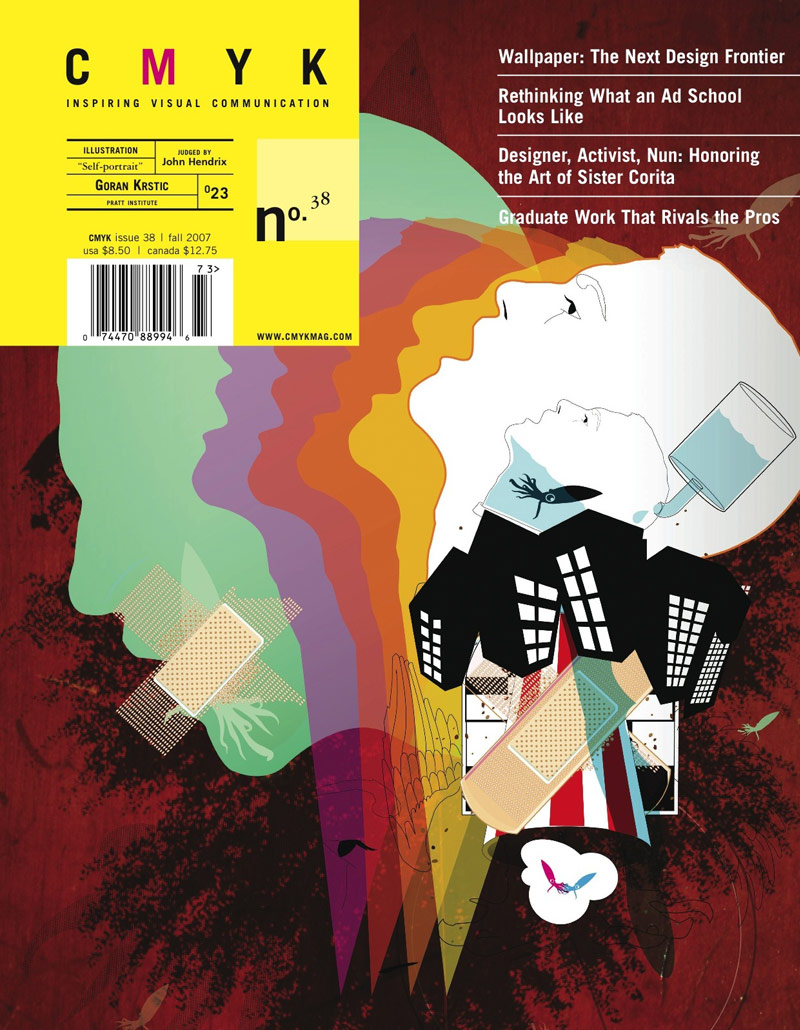 C M Y K
INSPIRING VISUAL COMMUNICATION
ILLUSTRATION
"Self-portrait"
JUDGED BY
John Hendrix
GORAN KRSTIC
PRATT INSTITUTE
023
no. 38
CMYK issue 38 | fall 2007
usa $8.50 | canada $12.75
7 3>
0 74470 88994 6
WWW.CMYKMAG.COM
Wallpaper: The Next Design Frontier
Rethinking What an Ad School
Looks Like
Designer, Activist, Nun: Honoring
the Art of Sister Corita
Graduate Work That Rivals the Pros